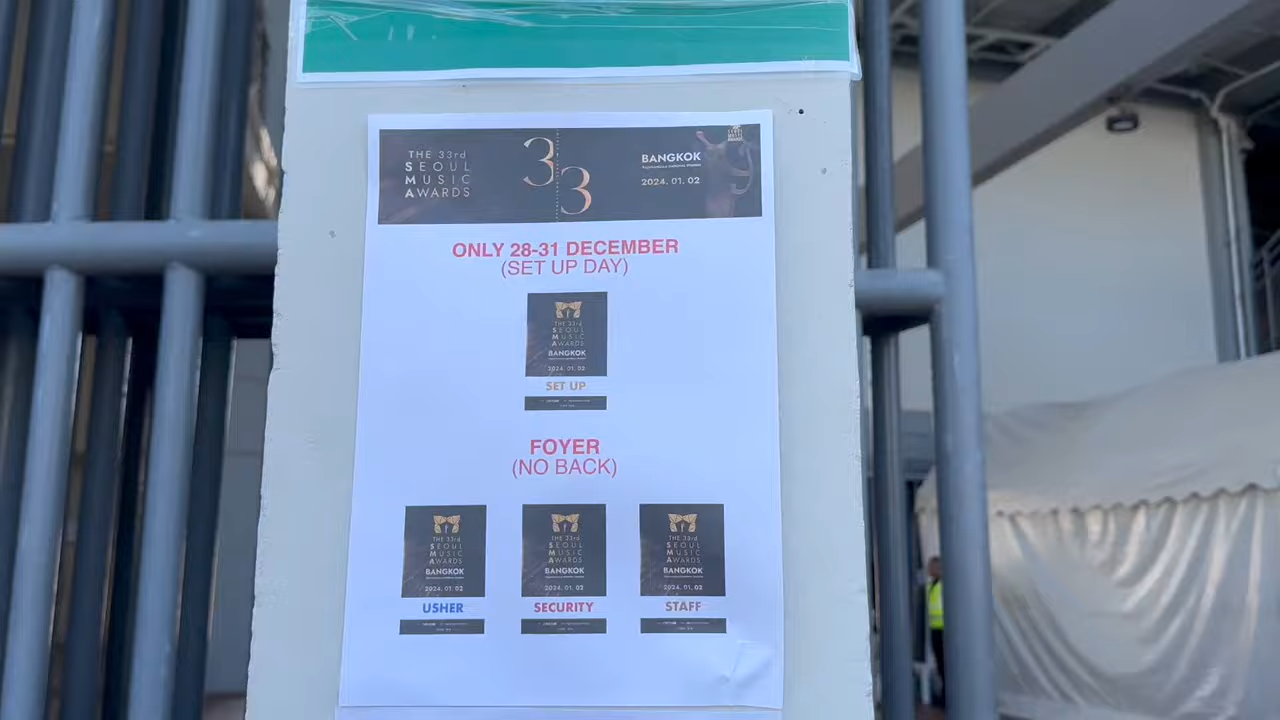 THE 33rd
SEOUL
MUSIC
AWARDS
33
BANGKOK
2024. 01. 02
ONLY 28-31 DECEMBER
(SET UP DAY)
THE 33rd
SEOUL
MUSIC
AWARDS
BANGKOK
2024. 01. 02
SET UP
FOYER
(NO BACK)
THE 33rd
SEOUL
MUSIC
AWARDS
BANGKOK
2024. 01. 02
USHER
THE 33rd
SEOUL
MUSIC
AWARDS
BANGKOK
2024. 01. 02
SECURITY
THE 33rd
SEOUL
MUSIC
AWARDS
BANGKOK
2024. 01. 02
STAFF